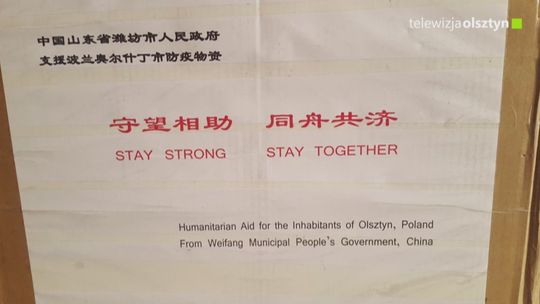 telewizjaolsztyn
中国山东省潍坊市人民政府
支援波兰奥尔什丁市防疫物资
守望相助 同舟共济
STAY STRONG STAY TOGETHER
Humanitarian Aid for the Inhabitants of Olsztyn, Poland
From Weifang Municipal People's Government, China